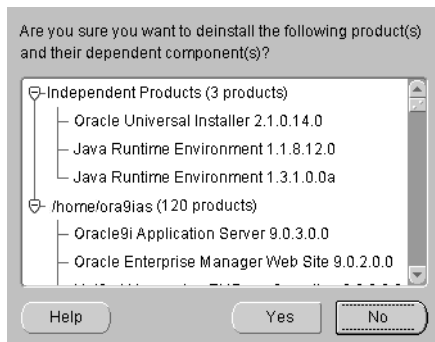 Are you sure you want to deinstall the following product(s)
and their dependent component(s)?
Independent Products (3 products)
Oracle Universal Installer 2.1.0.14.0
Java Runtime Environment 1.1.8.12.0
Java Runtime Environment 1.3.1.0.0a
/home/ora9ias (120 products)
Oracle9i Application Server 9.0.3.0.0
Oracle Enterprise Manager Web Site 9.0.2.0.0
Help Yes No